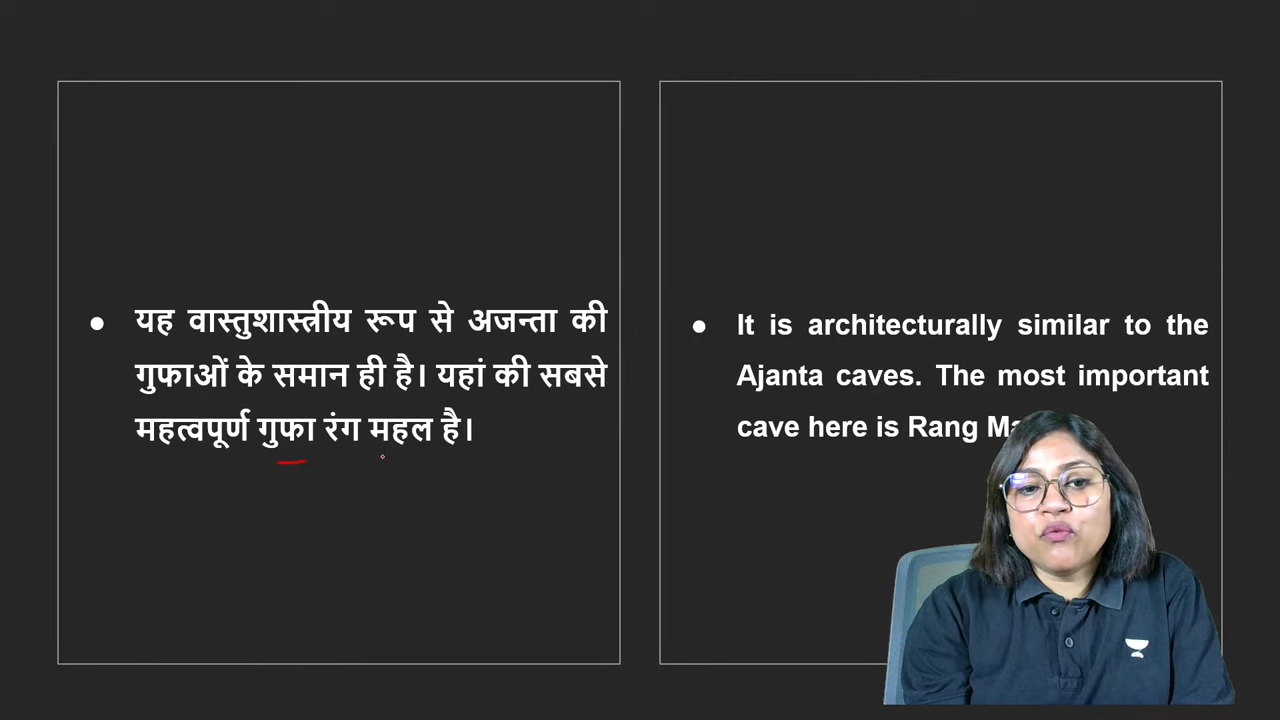 ● यह वास्तुशास्त्रीय रूप से अजन्ता की
गुफाओं के समान ही है। यहां की सबसे
महत्वपूर्ण गुफा रंग महल है।
● It is architecturally similar to the
Ajanta caves. The most important
cave here is Rang